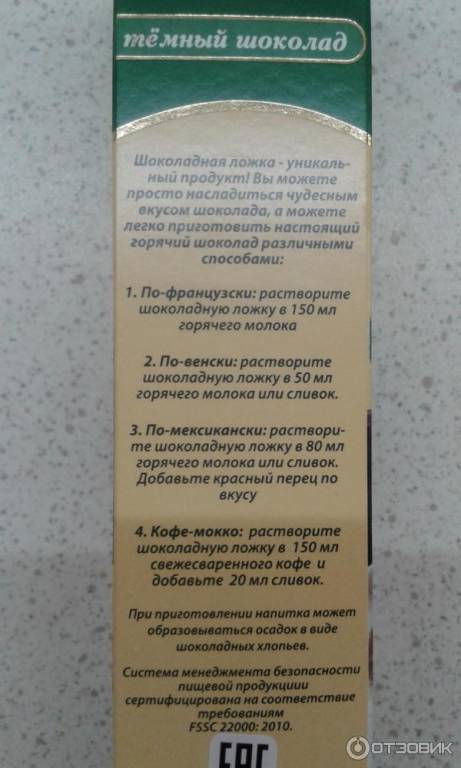 тёмный шоколад
Шоколадная ложка - уникаль-
ный продукт! Вы можете
просто насладиться чудесным
вкусом шоколада, а можете
легко приготовить настоящий
горячий шоколад различными
способами:
1. По-французски: растворите
шоколадную ложку в 150 мл
горячего молока
2. По-венски: растворите
шоколадную ложку в 50 мл
горячего молока или сливок.
3. По-мексикански: раствори-
те шоколадную ложку в 80 мл
горячего молока или сливок.
Добавьте красный перец по
вкусу
4. Кофе-мокко: растворите
шоколадную ложку в 150 мл
свежесваренного кофе и
добавьте 20 мл сливок.
При приготовлении напитка может
образовываться осадок в виде
шоколадных хлопьев.
Система менеджмента безопасности
пищевой продукциии
сертифицирована на соответствие
требованиям
FSSC 22000: 2010.
EAC
ОТЗОВИК